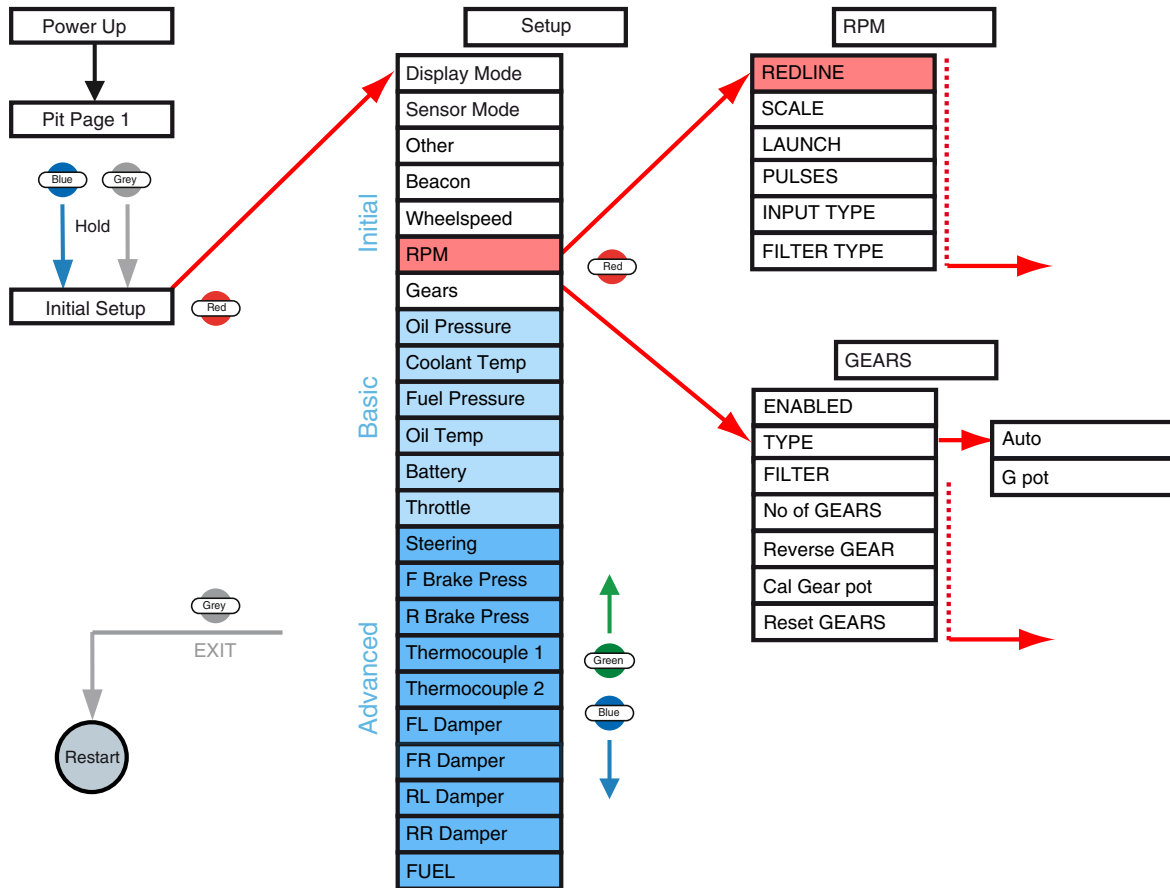 Power Up
Pit Page 1
Blue
Grey
Hold
Initial Setup
Red
Grey
EXIT
Restart
Setup
Initial
Basic
Advanced
Display Mode
Sensor Mode
Other
Beacon
Wheelspeed
RPM
Gears
Oil Pressure
Coolant Temp
Fuel Pressure
Oil Temp
Battery
Throttle
Steering
F Brake Press
R Brake Press
Thermocouple 1
Thermocouple 2
FL Damper
FR Damper
RL Damper
RR Damper
FUEL
Red
Green
Blue
RPM
REDLINE
SCALE
LAUNCH
PULSES
INPUT TYPE
FILTER TYPE
GEARS
ENABLED
TYPE
FILTER
No of GEARS
Reverse GEAR
Cal Gear pot
Reset GEARS
Auto
G pot